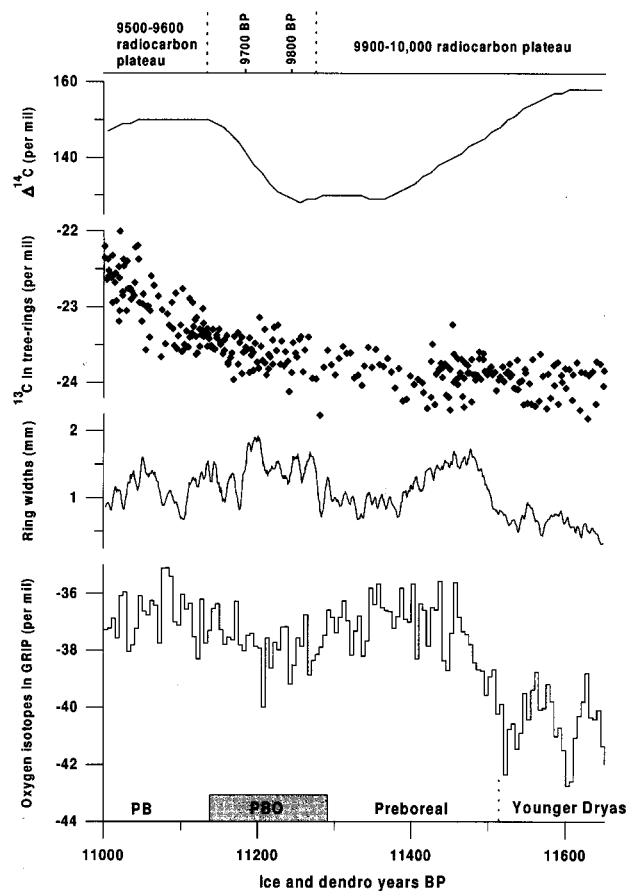 9500-9600
radiocarbon
plateau
9700 BP
9800 BP
9900-10,000 radiocarbon plateau
160
140
Δ14C (per mil)
-22
-23
-24
13C in tree-rings (per mil)
2
1
Ring widths (mm)
-36
-38
-40
-42
-44
Oxygen isotopes in GRIP (per mil)
PB
PBO
Preboreal
Younger Dryas
11000
11200
11400
11600
Ice and dendro years BP